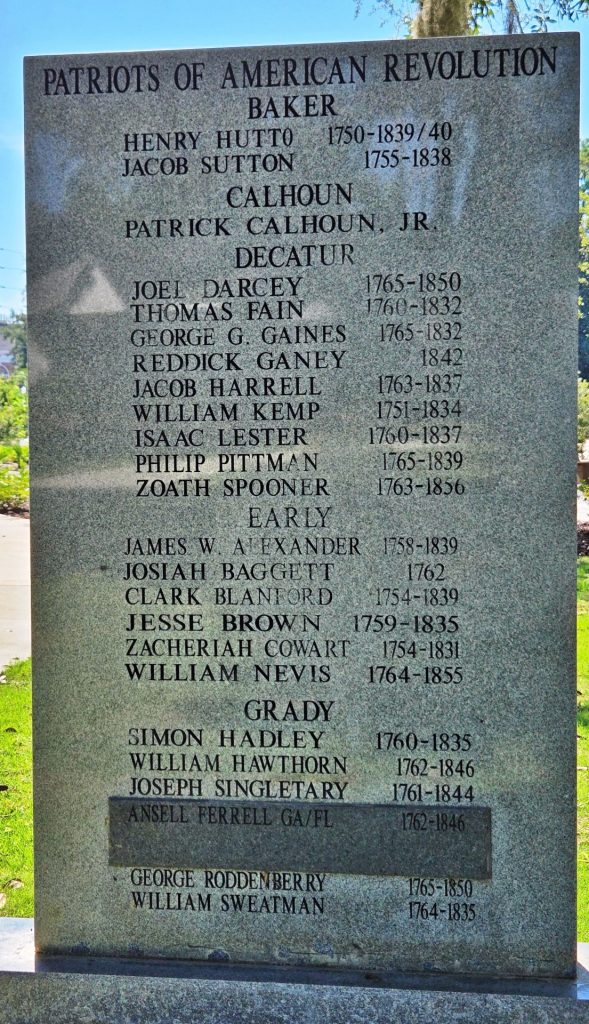 PATRIOTS OF AMERICAN REVOLUTION
BAKER
HENRY HUTTO 1750-1839/40
JACOB SUTTON 1755-1838
CALHOUN
PATRICK CALHOUN, JR.
DECATUR
JOEL DARCEY 1765-1850
THOMAS FAIN 1760-1832
GEORGE G. GAINES 1765-1832
REDDICK GANEY ? 1842
JACOB HARRELL 1763-1837
WILLIAM KEMP 1751-1834
ISAAC LESTER 1760-1837
PHILIP PITTMAN 1765-1839
ZOATH SPOONER 1763-1856
EARLY
JAMES W. ALEXANDER 1758-1839
JOSIAH BAGGETT 1762
CLARK BLANFORD 1754-1839
JESSE BROWN 1759-1835
ZACHERIAH COWART 1754-1831
WILLIAM NEVIS 1764-1855
GRADY
SIMON HADLEY 1760-1835
WILLIAM HAWTHORN 1762-1846
JOSEPH SINGLETARY 1761-1844
ANSELL FERRELL GA/FL 1762-1846
GEORGE RODDENBERRY 1765-1850
WILLIAM SWEATMAN 1764-1835